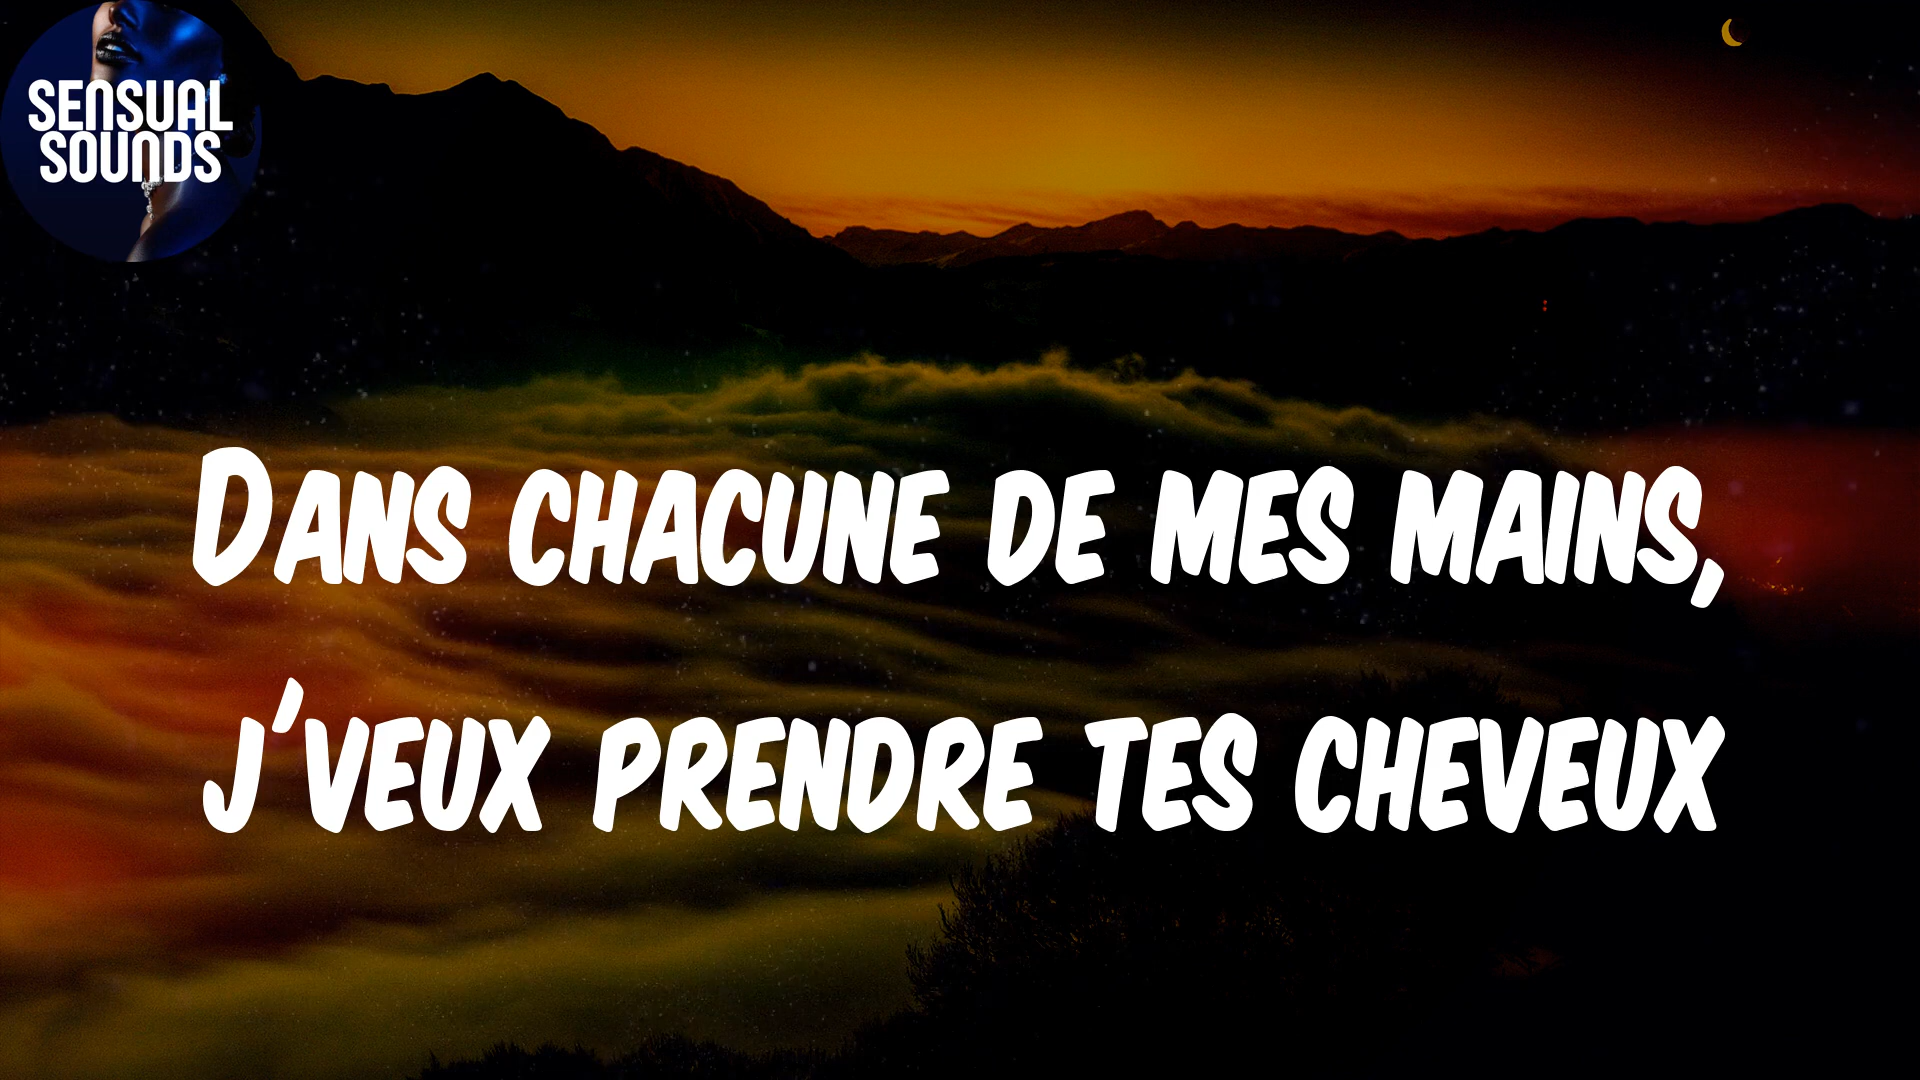 SENSUAL
SOUNDS
DANS CHACUNE DE MES MAINS,
J'VEUX PRENDRE TES CHEVEUX